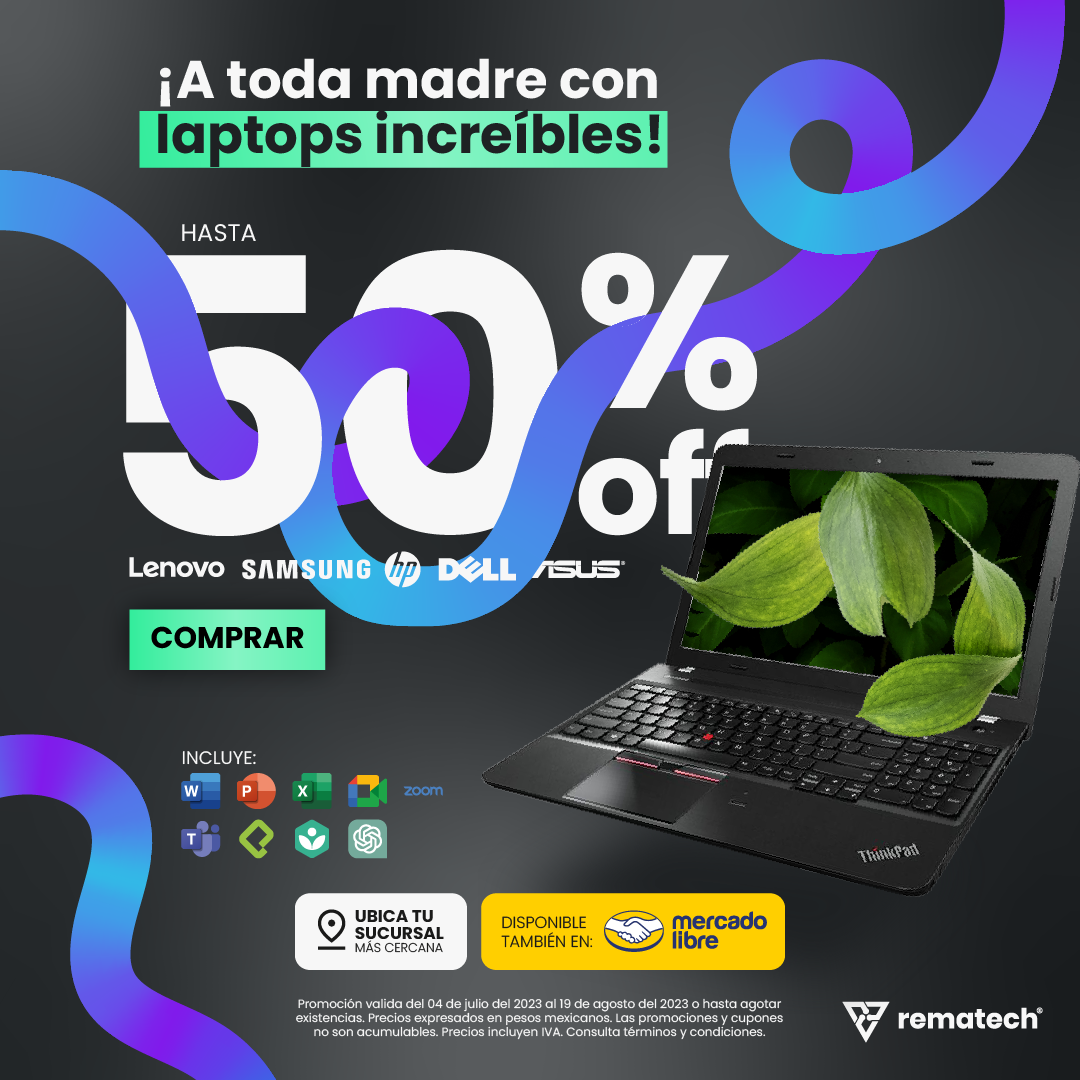 ¡A toda madre con
laptops increíbles!
HASTA
50%
off
Lenovo SAMSUNG hp DELL ASUS
COMPRAR
INCLUYE:
W P X zoom
T
ThinkPad
UBICA TU
SUCURSAL
MÁS CERCANA
DISPONIBLE
TAMBIÉN EN:
mercado
libre
Promoción valida del 04 de julio del 2023 al 19 de agosto del 2023 o hasta agotar
existencias. Precios expresados en pesos mexicanos. Las promociones y cupones
no son acumulables. Precios incluyen IVA. Consulta términos y condiciones.
rematech®